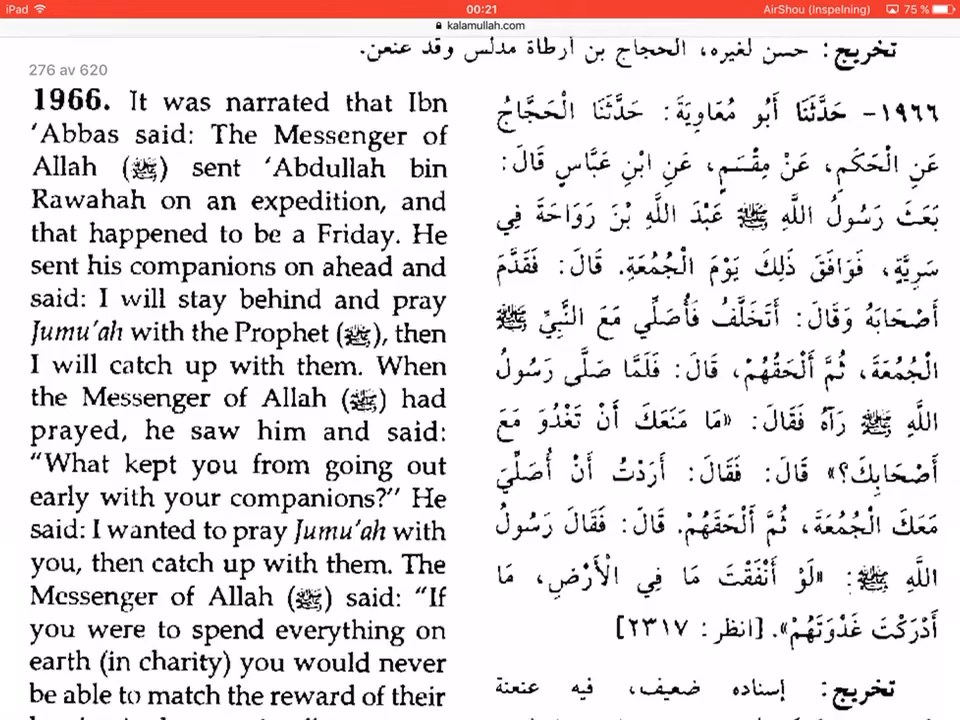 iPad
00:21
AirShou (Inspelning)
75 %
kalamullah.com
276 av 620
تخريج: حسن لغيره، الحجاج بن أرطاة مدلس وقد عنعن.
1966. It was narrated that Ibn
‘Abbas said: The Messenger of
Allah (ﷺ) sent ‘Abdullah bin
Rawahah on an expedition, and
that happened to be a Friday. He
sent his companions on ahead and
said: I will stay behind and pray
Jumu’ah with the Prophet (ﷺ), then
I will catch up with them. When
the Messenger of Allah (ﷺ) had
prayed, he saw him and said:
“What kept you from going out
early with your companions?” He
said: I wanted to pray Jumu’ah with
you, then catch up with them. The
Messenger of Allah (ﷺ) said: “If
you were to spend everything on
earth (in charity) you would never
be able to match the reward of their
١٩٦٦- حَدَّثَنَا أَبُو مُعَاوِيَةَ: حَدَّثَنَا الْحَجَّاجُ
عَنِ الْحَكَمِ، عَنْ مِقْسَمٍ، عَنِ ابْنِ عَبَّاسٍ قَالَ:
بَعَثَ رَسُولُ اللَّهِ ﷺ عَبْدَ اللَّهِ بْنَ رَوَاحَةَ فِي
سَرِيَّةٍ، فَوَافَقَ ذَلِكَ يَوْمَ الْجُمُعَةِ. قَالَ: فَقَدَّمَ
أَصْحَابَهُ وَقَالَ: أَتَخَلَّفُ فَأُصَلِّي مَعَ النَّبِيِّ ﷺ
الْجُمُعَةَ، ثُمَّ أَلْحَقُهُمْ، قَالَ: فَلَمَّا صَلَّى رَسُولُ
اللَّهِ ﷺ رَآهُ فَقَالَ: «مَا مَنَعَكَ أَنْ تَغْدُوَ مَعَ
أَصْحَابِكَ؟» قَالَ: فَقَالَ: أَرَدْتُ أَنْ أُصَلِّيَ
مَعَكَ الْجُمُعَةَ، ثُمَّ أَلْحَقَهُمْ. قَالَ: فَقَالَ رَسُولُ
اللَّهِ ﷺ: «لَوْ أَنْفَقْتَ مَا فِي الْأَرْضِ، مَا
أَدْرَكْتَ غَدْوَتَهُمْ». [انظر: ٢٣١٧]
تخريج: إسناده ضعيف، فيه عنعنة